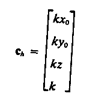 c_h = [kx_0
ky_0
kz
k]